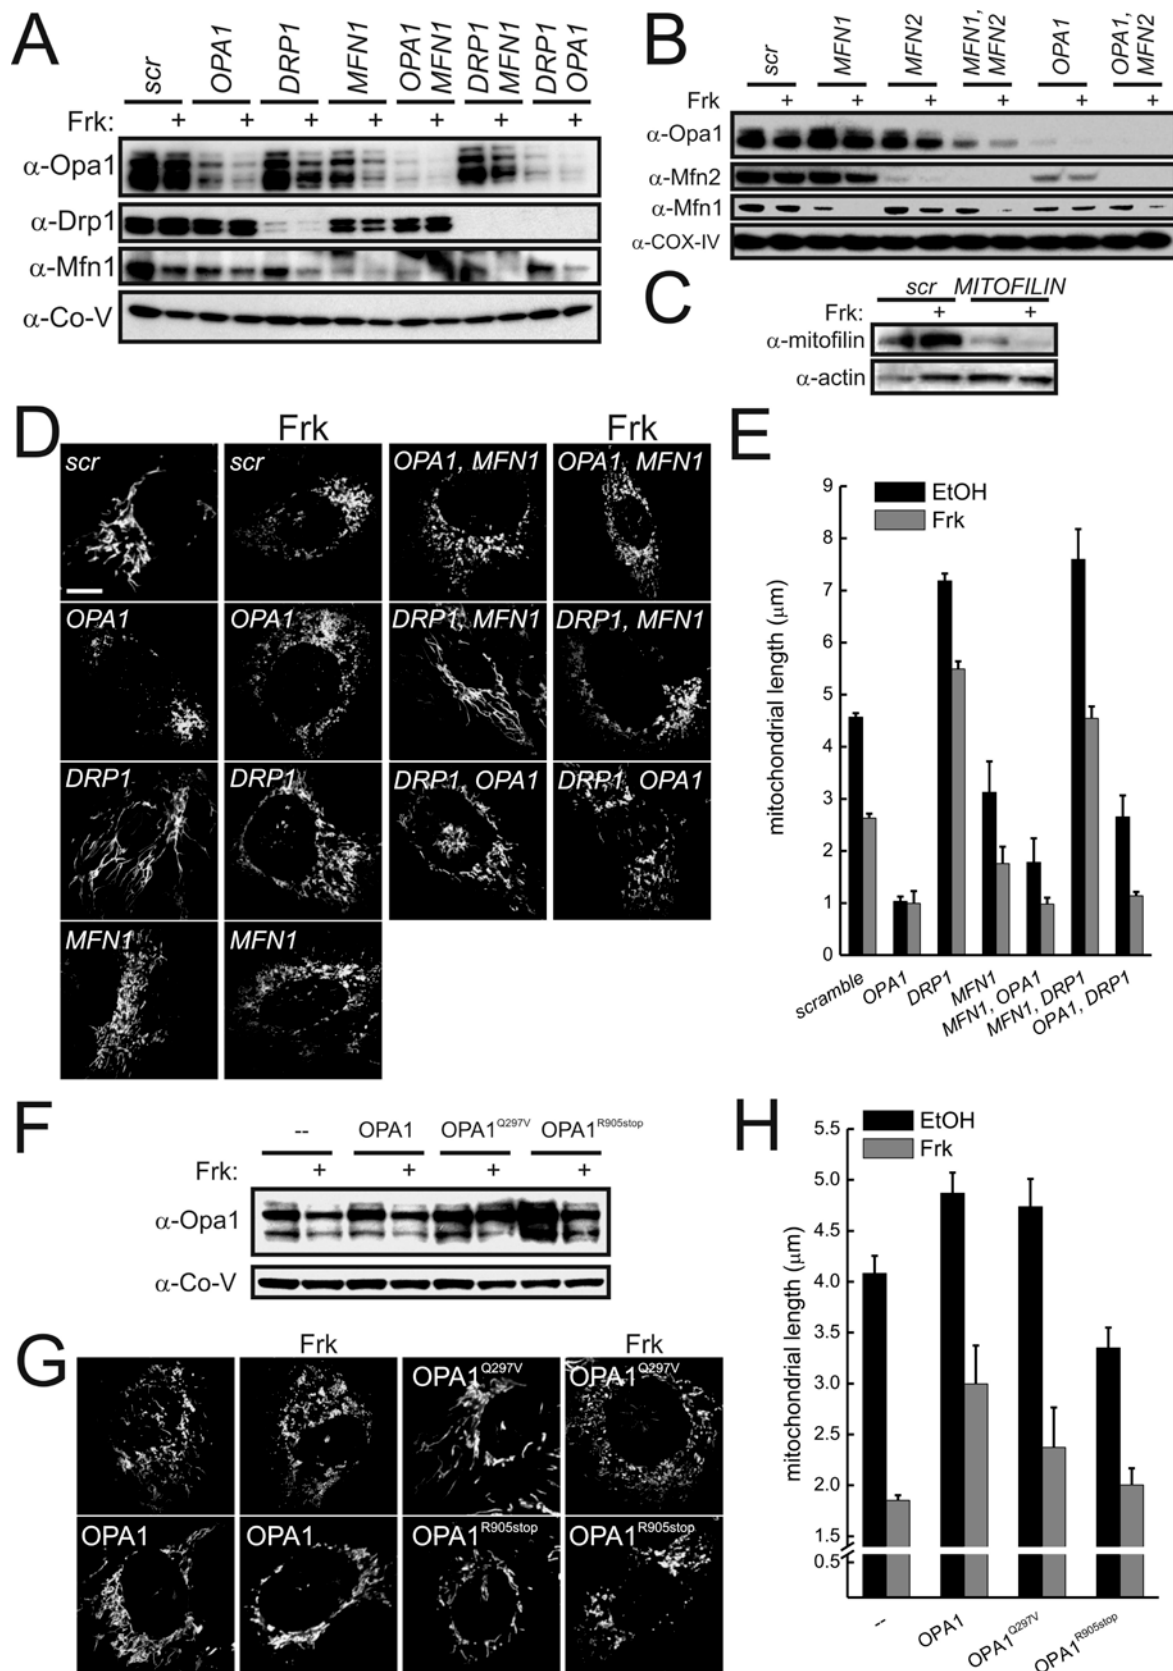 A
scr
OPA1
DRP1
MFN1
OPA1
MFN1
DRP1
MFN1
DRP1
OPA1
Frk: + + + + + + +
α-Opa1
α-Drp1
α-Mfn1
α-Co-V
B
scr
MFN1
MFN2
MFN1,
MFN2
OPA1
OPA1,
MFN2
Frk + + + + + +
α-Opa1
α-Mfn2
α-Mfn1
α-COX-IV
C
scr MITOFILIN
Frk: + +
α-mitofilin
α-actin
D
Frk Frk
scr scr OPA1, MFN1 OPA1, MFN1
OPA1 OPA1 DRP1, MFN1 DRP1, MFN1
DRP1 DRP1 DRP1, OPA1 DRP1, OPA1
MFN1 MFN1
E
EtOH
Frk
mitochondrial length (μm)
9
8
7
6
5
4
3
2
1
0
scramble
OPA1
DRP1
MFN1
MFN1, OPA1
MFN1, DRP1
OPA1, DRP1
F
-- OPA1 OPA1Q297V OPA1R905stop
Frk: + + + +
α-Opa1
α-Co-V
G
Frk Frk
OPA1Q297V OPA1Q297V
OPA1 OPA1 OPA1R905stop OPA1R905stop
H
EtOH
Frk
mitochondrial length (μm)
5.5
5.0
4.5
4.0
3.5
3.0
2.5
2.0
1.5
0.5
--
OPA1
OPA1Q297V
OPA1R905stop